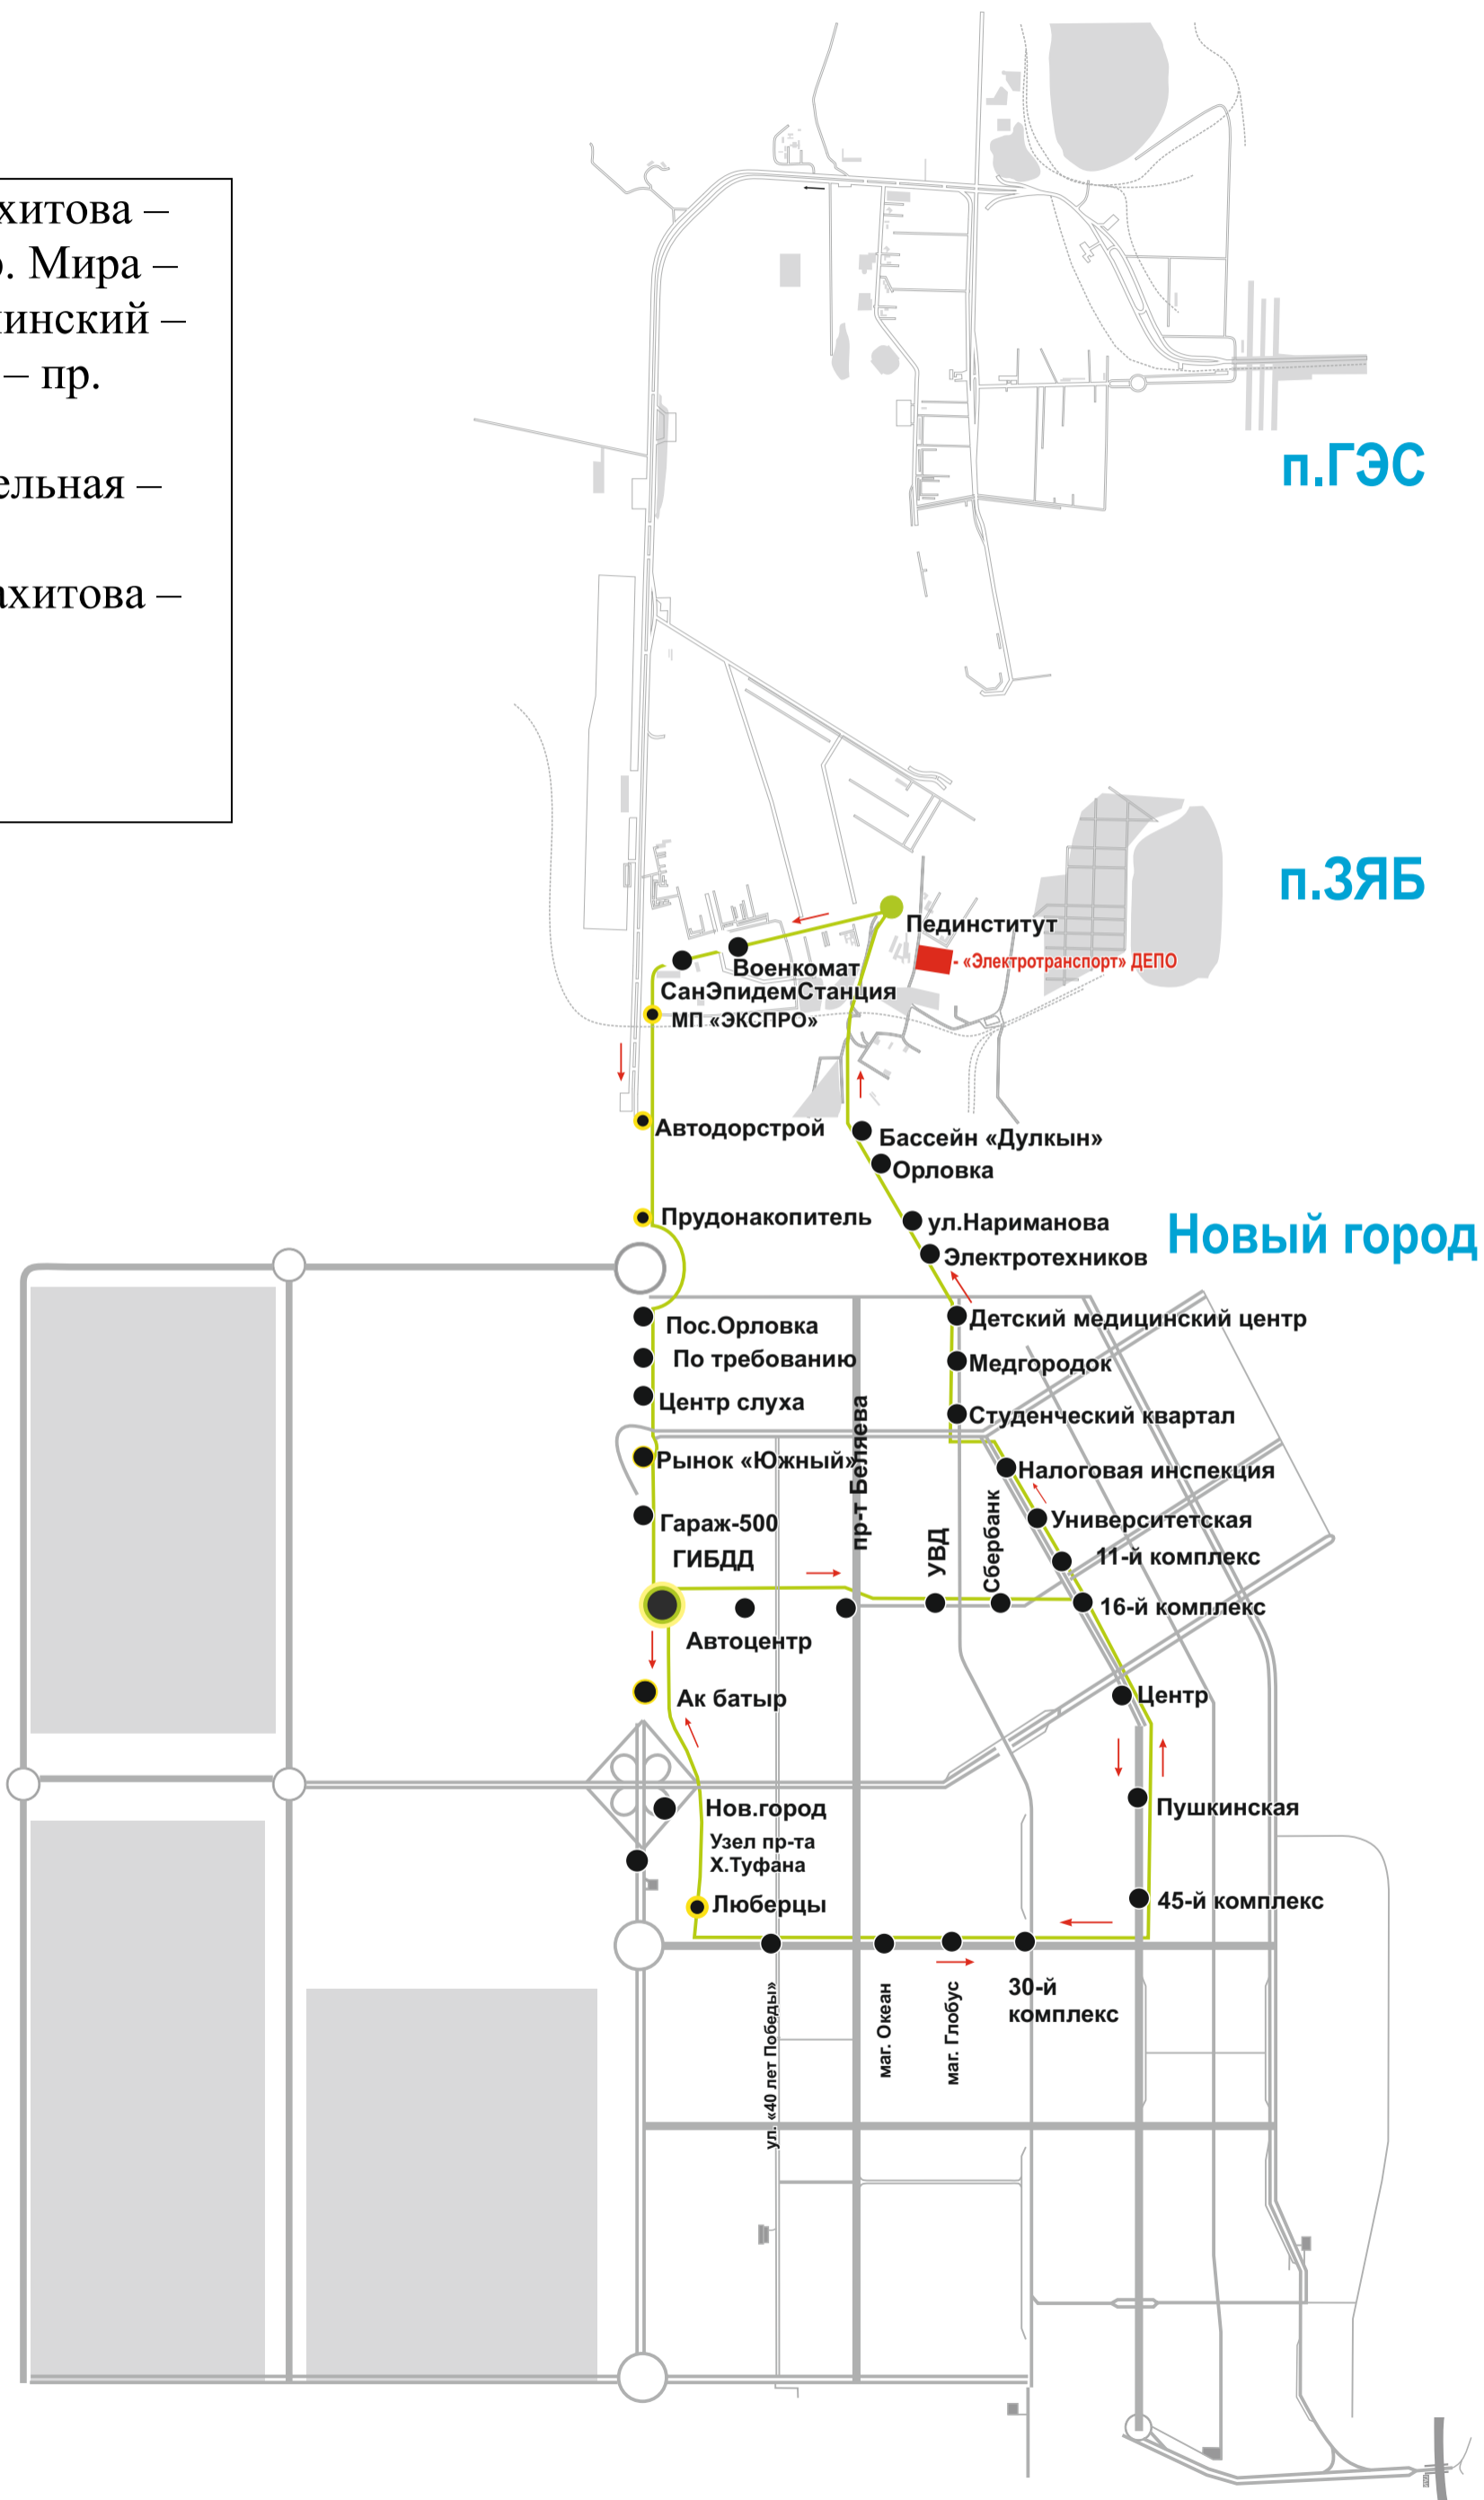 хитова –
. Мира –
инский –
– пр.
ельная –
ахитова –
п.ГЭС
п.ЗЯБ
Пединститут
- «Электротранспорт» ДЕПО
Военкомат
СанЭпидемСтанция
МП «ЭКСПРО»
Автодорстрой
Бассейн «Дулкын»
Орловка
Прудонакопитель
ул.Нариманова
Новый город
Электротехников
Пос.Орловка
Детский медицинский центр
По требованию
Медгородок
Центр слуха
Студенческий квартал
пр-т Беляева
Рынок «Южный»
Налоговая инспекция
Гараж-500
Университетская
ГИБДД
УВД
Сбербанк
11-й комплекс
16-й комплекс
Автоцентр
Ак батыр
Центр
Нов.город
Пушкинская
Узел пр-та
Х.Туфана
Люберцы
45-й комплекс
ул. «40 лет Победы»
маг. Океан
маг. Глобус
30-й
комплекс